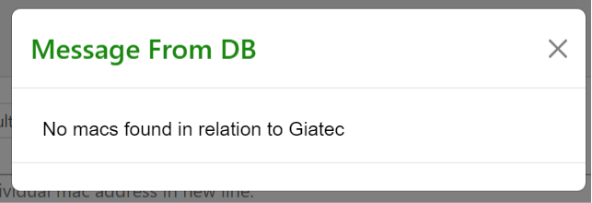 Message From DB
No macs found in relation to Giatec
mac address in new line.